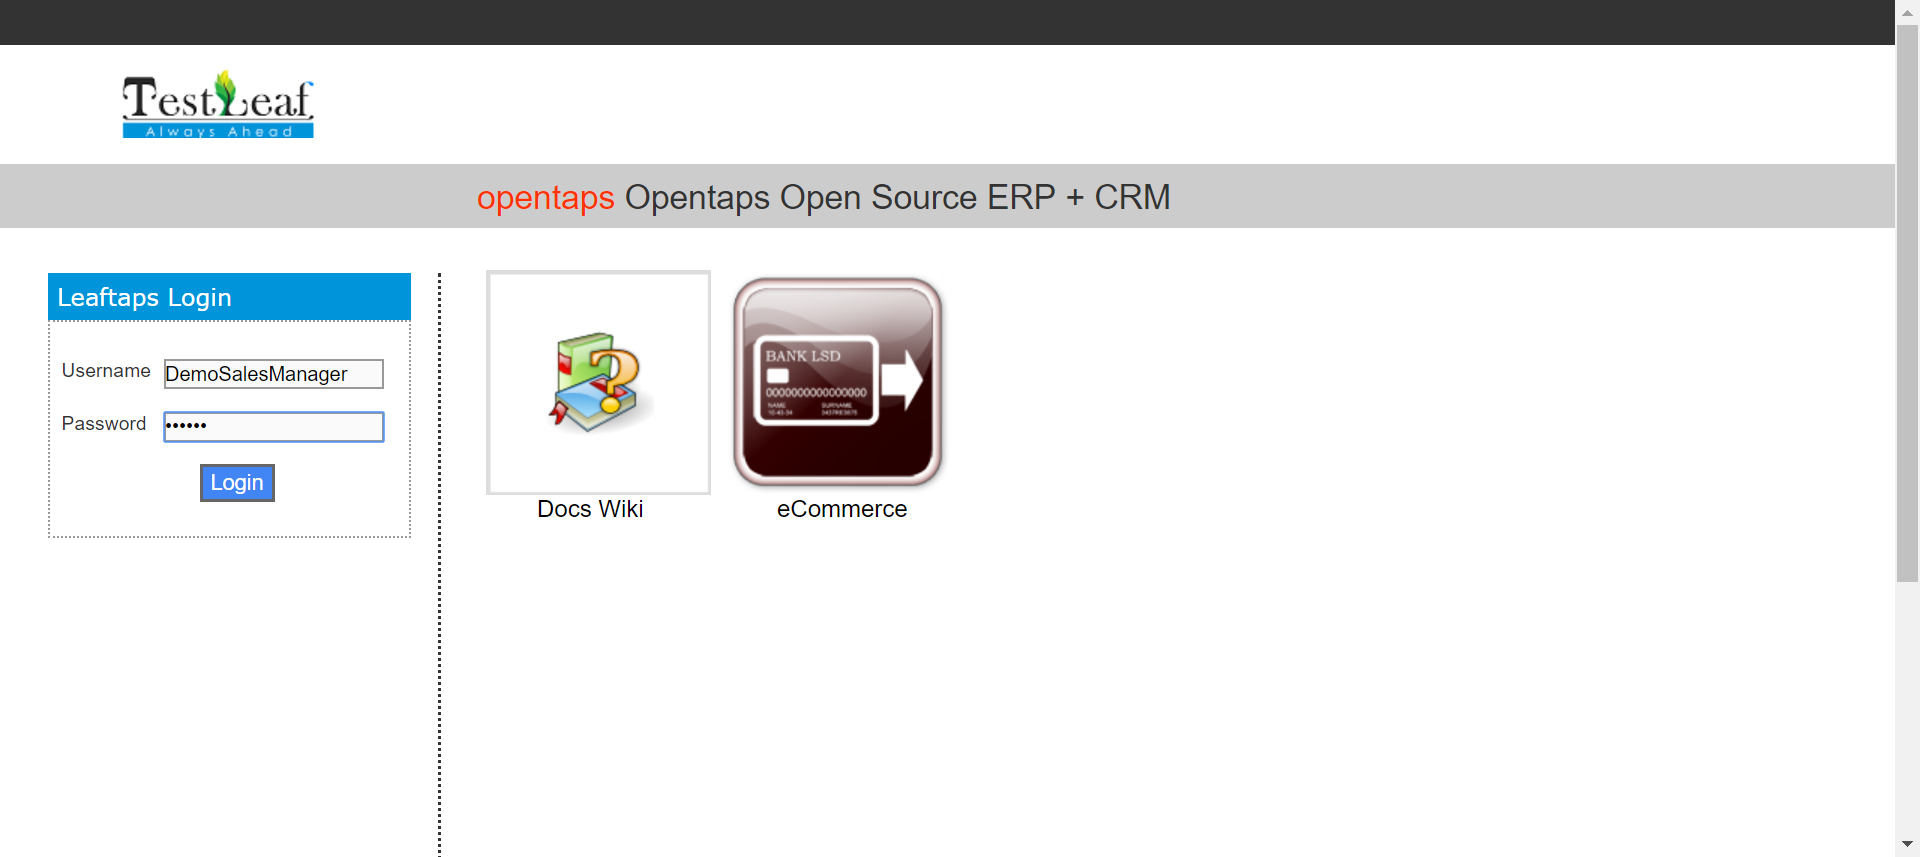 TestLeaf
Always Ahead
opentaps Opentaps Open Source ERP + CRM
Leaftaps Login
Username DemoSalesManager
Password ••••••
Login
BANK LSD
0000000000000000
NAME SURNAME
Docs Wiki
eCommerce